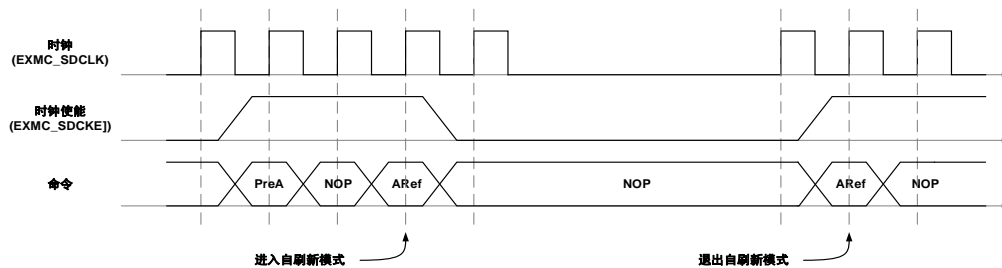 时钟
(EXMC_SDCLK)
时钟使能
(EXMC_SDCKE])
命令
PreA
NOP
ARef
NOP
ARef
NOP
进入自刷新模式
退出自刷新模式